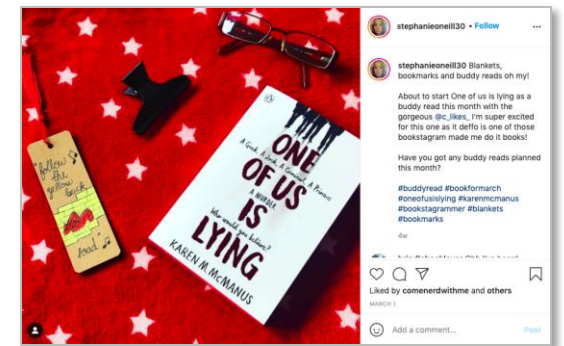 "follow
the
yellow
brick
road"
A Geek, A Jock, A Criminal, A Princess
ONE
OF US
A MURDER
IS
Who would you believe?
LYING
KAREN M. McMANUS
stephanieoneill30 • Follow
stephanieoneill30 Blankets,
bookmarks and buddy reads oh my!
About to start One of us is lying as a
buddy read this month with the
gorgeous @c_likes_ I'm super excited
for this one as it deffo is one of those
bookstagram made me do it books!
Have you got any buddy reads planned
this month?
#buddyread #bookformarch
#oneofusislying #karenmcmanus
#bookstagrammer #blankets
#bookmarks
4w
Liked by comenerdwithme and others
MARCH 1
Add a comment...
Post